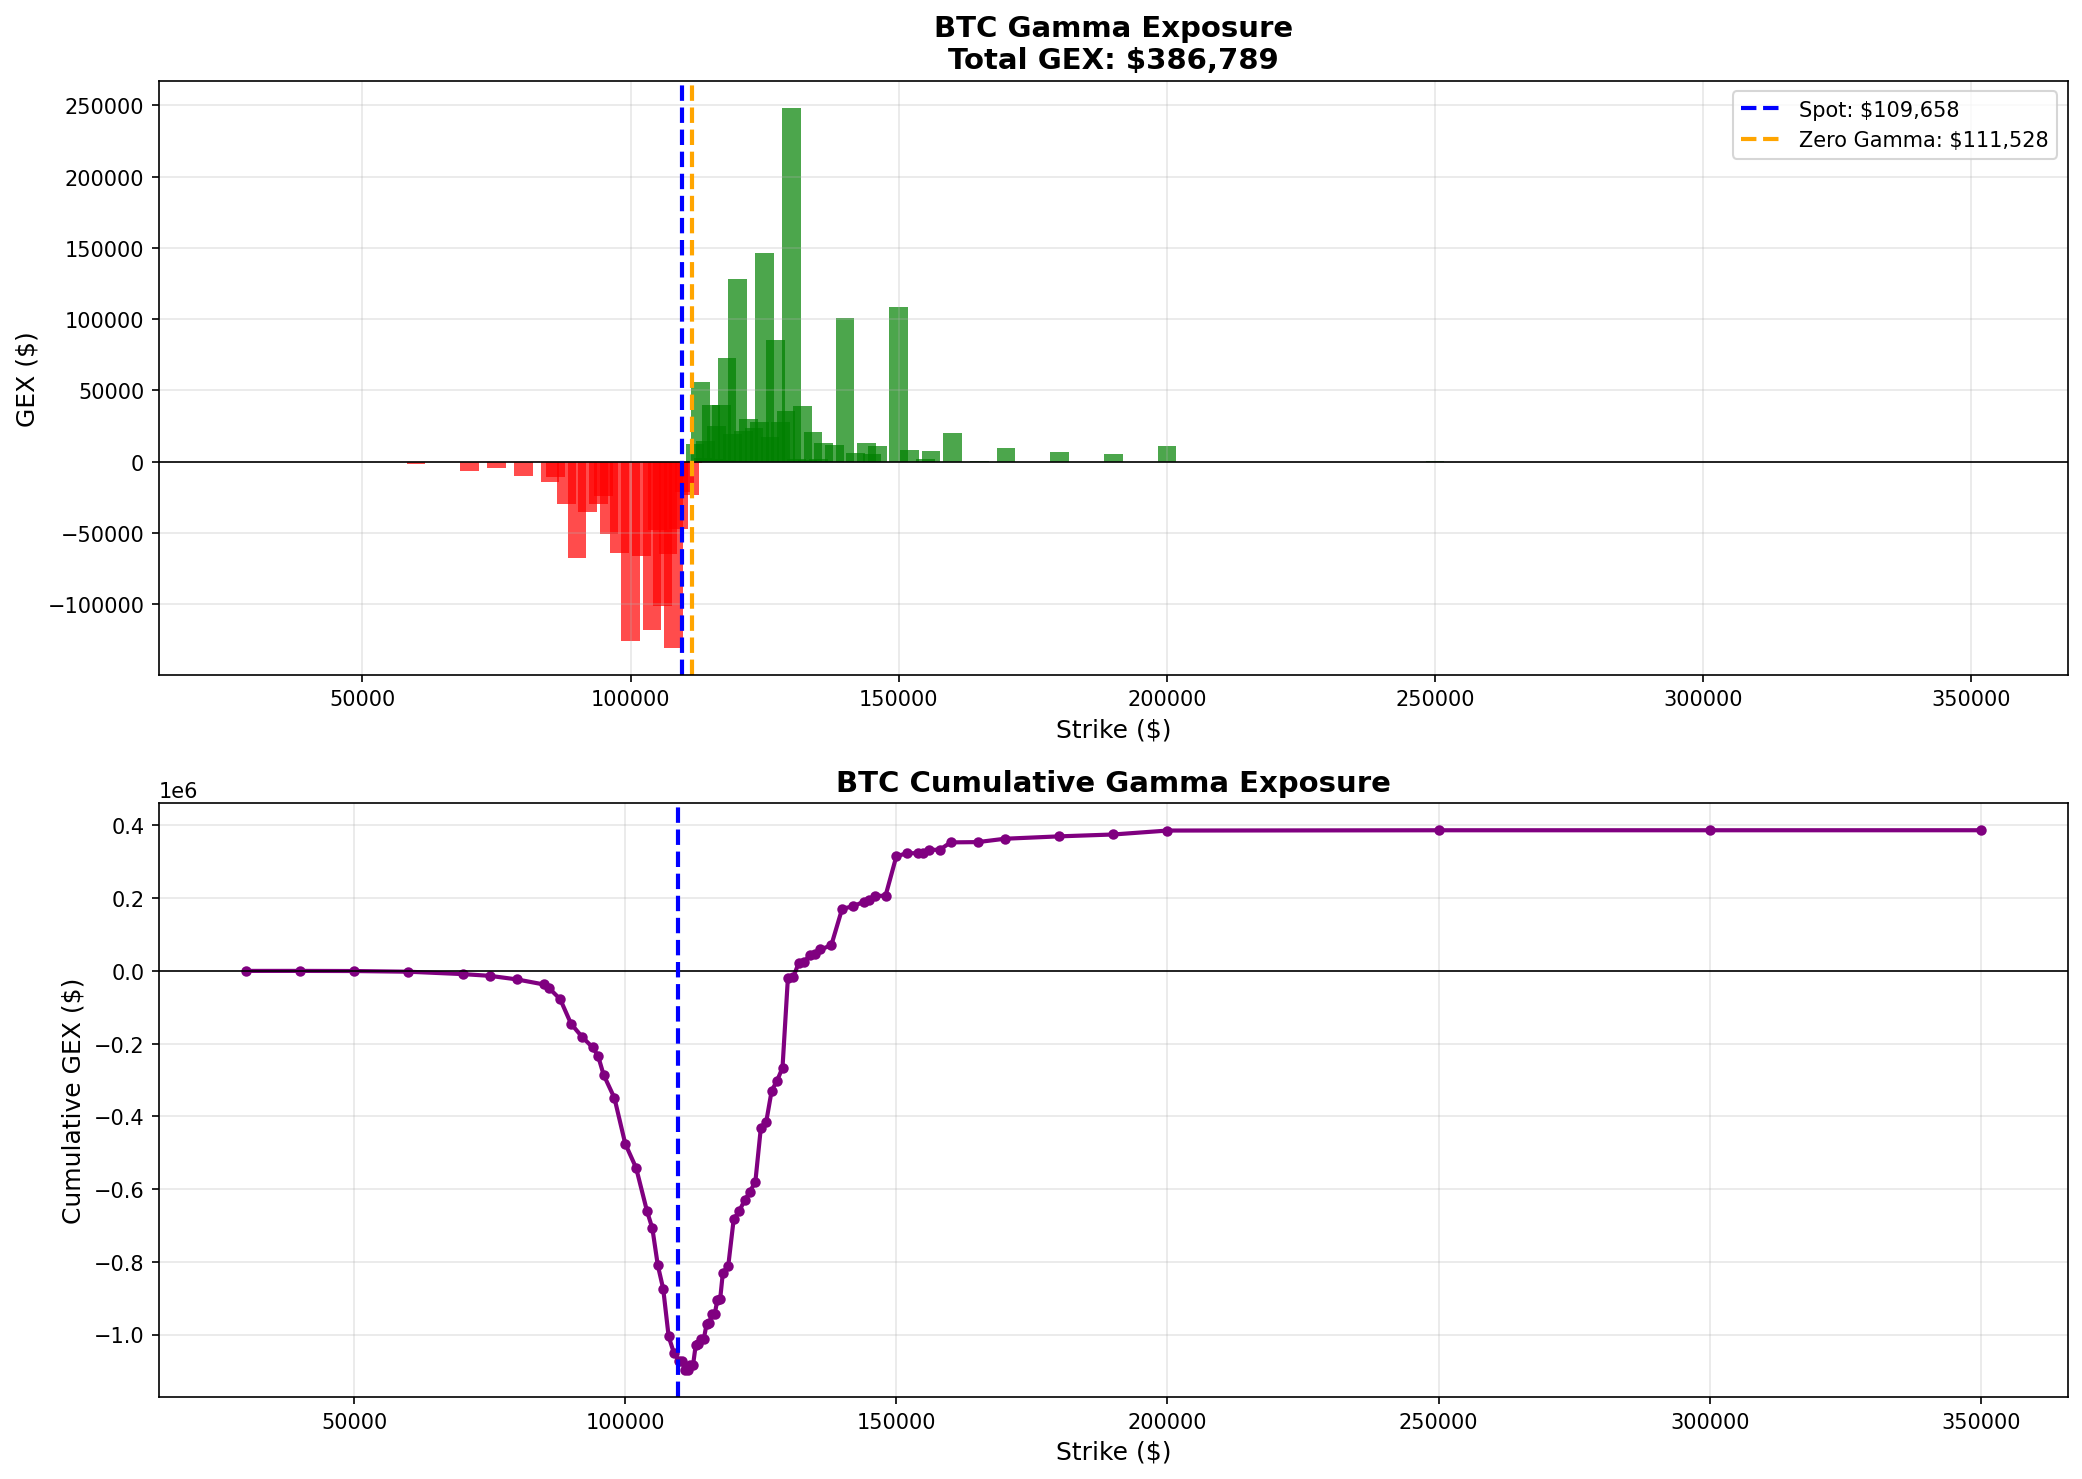 BTC Gamma Exposure
Total GEX: $386,789
GEX ($)
250000
200000
150000
100000
50000
0
−50000
−100000
Spot: $109,658
Zero Gamma: $111,528
50000 100000 150000 200000 250000 300000 350000
Strike ($)
BTC Cumulative Gamma Exposure
1e6
Cumulative GEX ($)
0.4
0.2
0.0
−0.2
−0.4
−0.6
−0.8
−1.0
50000 100000 150000 200000 250000 300000 350000
Strike ($)